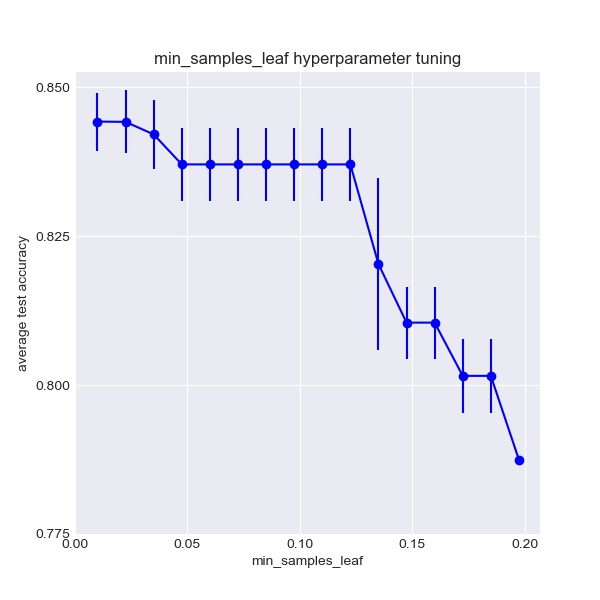 min_samples_leaf hyperparameter tuning
0.850
0.825
0.800
0.775
average test accuracy
0.00 0.05 0.10 0.15 0.20
min_samples_leaf